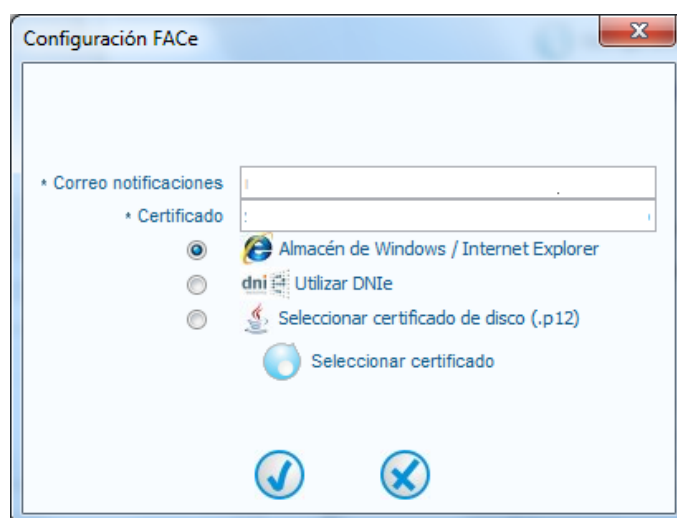 Configuración FACe
* Correo notificaciones
* Certificado
Almacén de Windows / Internet Explorer
dni Utilizar DNIe
Seleccionar certificado de disco (.p12)
Seleccionar certificado